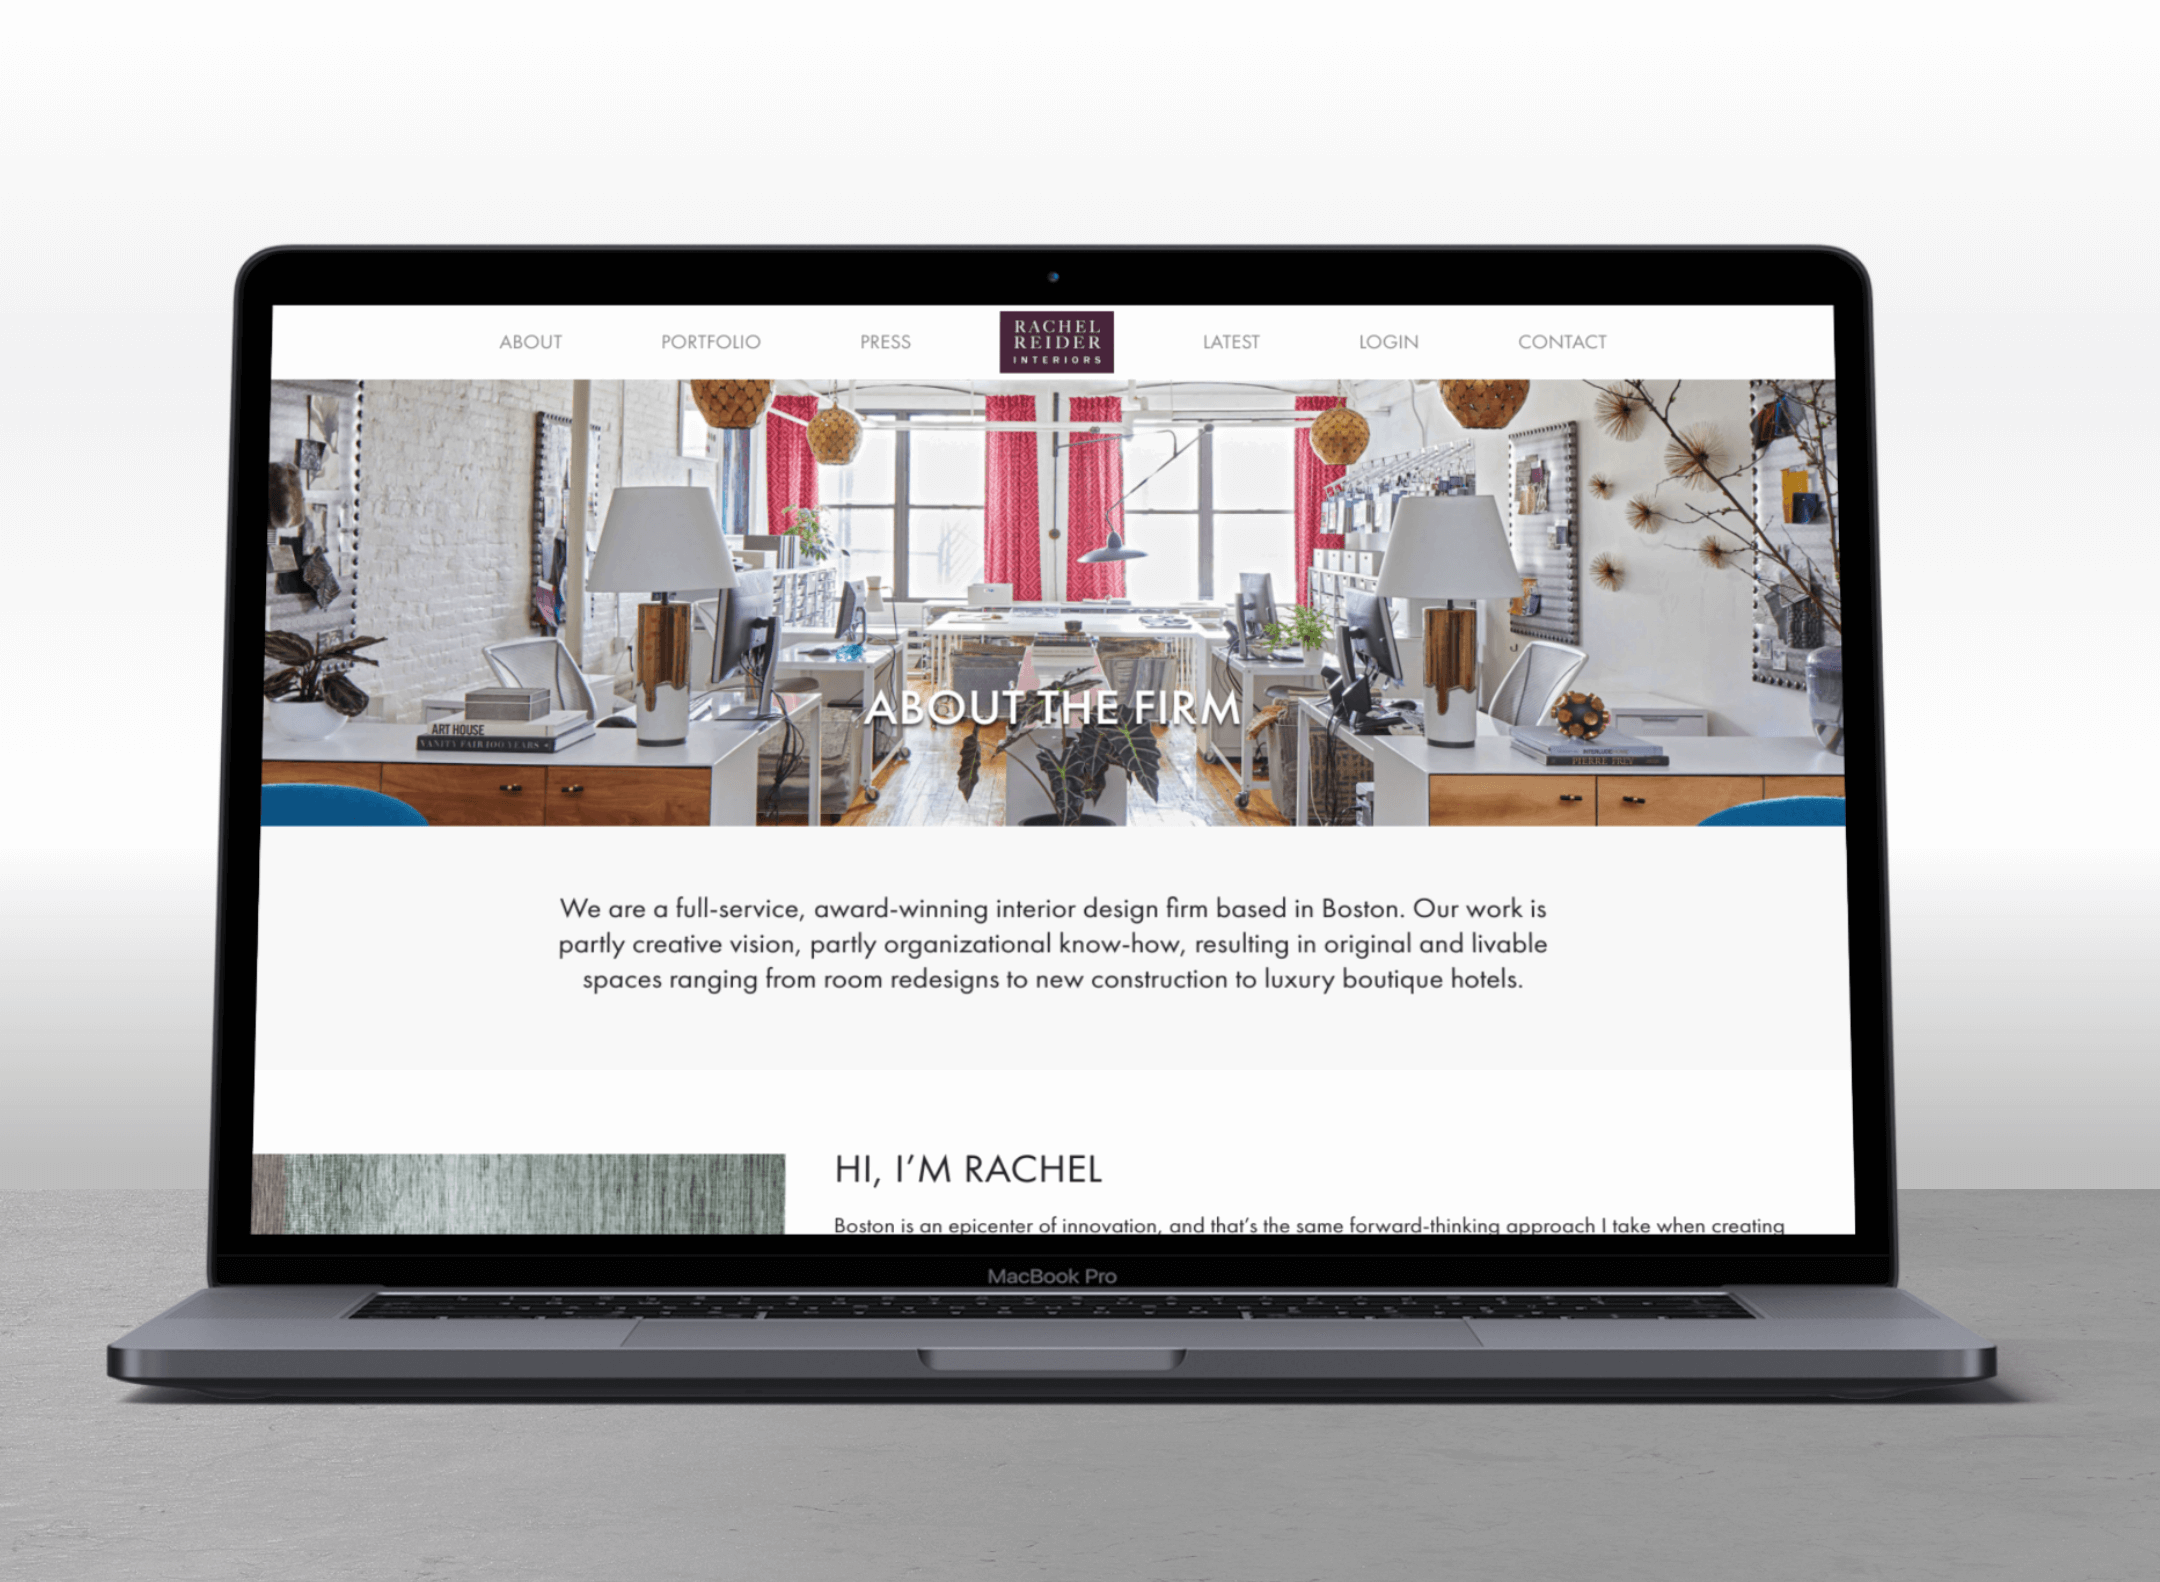 ABOUT PORTFOLIO PRESS
RACHEL
REIDER
INTERIORS
LATEST LOGIN CONTACT
ART HOUSE
VANITY FAIR 100 YEARS
ABOUT THE FIRM
PIERRE FREY
We are a full-service, award-winning interior design firm based in Boston. Our work is
partly creative vision, partly organizational know-how, resulting in original and livable
spaces ranging from room redesigns to new construction to luxury boutique hotels.
HI, I’M RACHEL
Boston is an epicenter of innovation, and that’s the same forward-thinking approach I take when creating
MacBook Pro